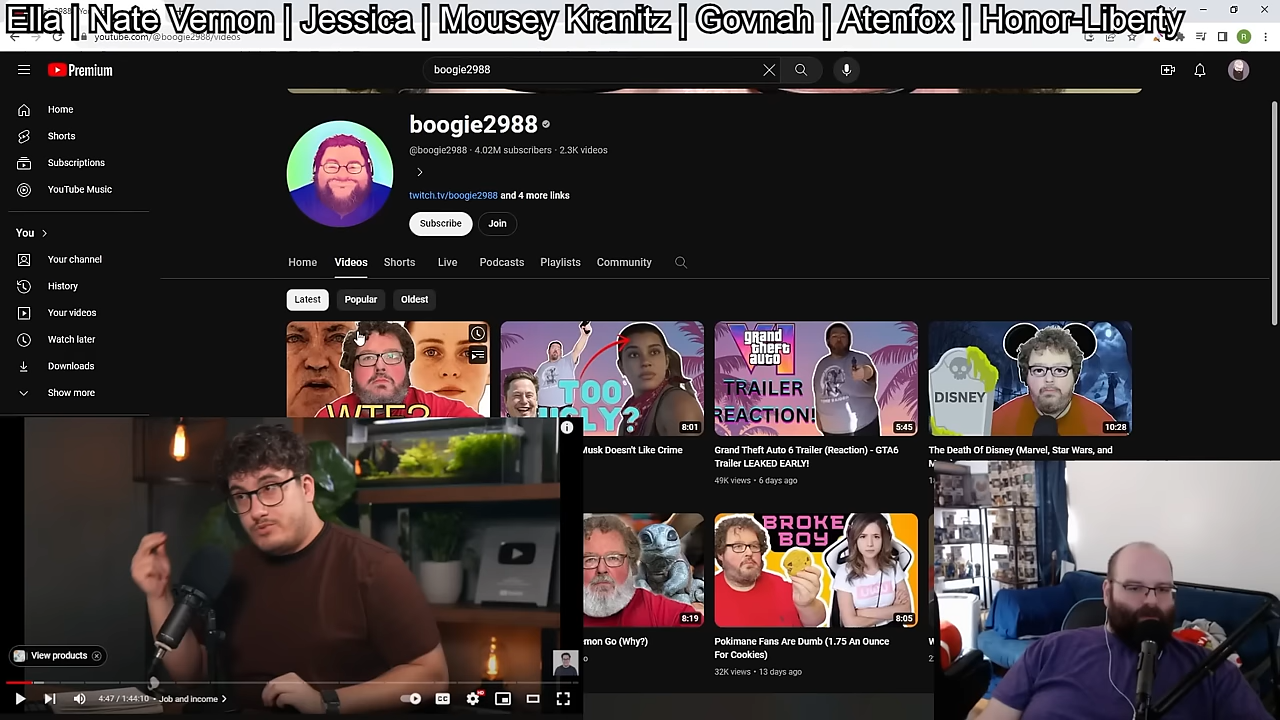 Ella | Nate Vernon | Jessica | Mousey Kranitz | Govnah | Atenfox | Honor-Liberty
youtube.com/@boogie2988/videos
Premium
boogie2988
Home
Shorts
Subscriptions
YouTube Music
You
Your channel
History
Your videos
Watch later
Downloads
Show more
boogie2988
@boogie2988 · 4.02M subscribers · 2.3K videos
twitch.tv/boogie2988 and 4 more links
Subscribe
Join
Home
Videos
Shorts
Live
Podcasts
Playlists
Community
Latest
Popular
Oldest
WTF?
TOO
UGLY?
8:01
grand
theft
auto
VI
TRAILER
REACTION!
5:45
DISNEY
10:28
Musk Doesn't Like Crime
Grand Theft Auto 6 Trailer (Reaction) - GTA6
Trailer LEAKED EARLY!
49K views · 6 days ago
The Death Of Disney (Marvel, Star Wars, and
8:19
BROKE
BOY
8:05
mon Go (Why?)
Pokimane Fans Are Dumb (1.75 An Ounce
For Cookies)
32K views · 13 days ago
View products
4:47 / 1:44:10 · Job and income
CC
HD
R